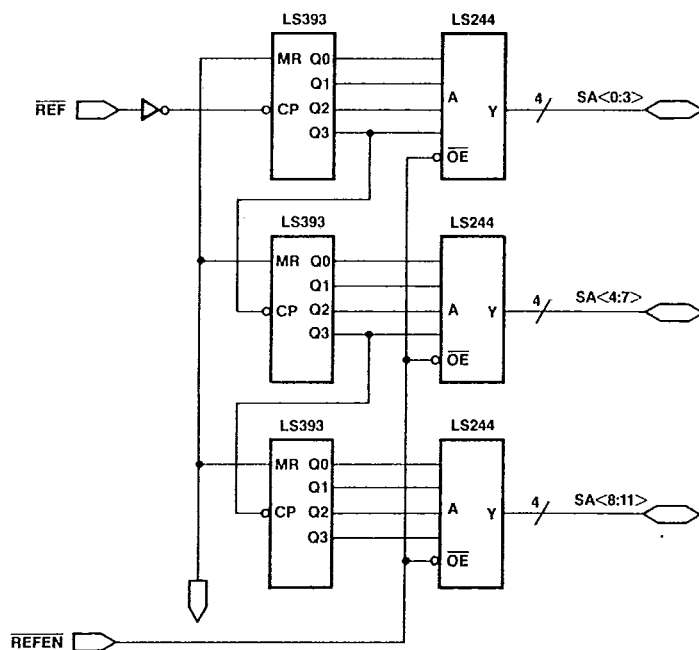 LS393 LS244
MR Q0
Q1
REF CP Q2 A Y 4 SA<0:3>
Q3
OE
LS393 LS244
MR Q0
Q1
CP Q2 A Y 4 SA<4:7>
Q3
OE
LS393 LS244
MR Q0
Q1
CP Q2 A Y 4 SA<8:11>
Q3
OE
REFEN